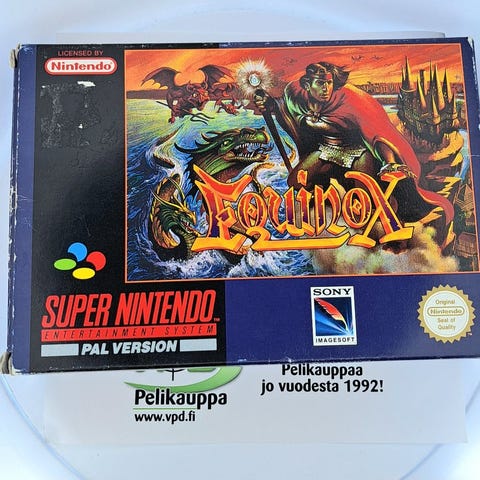 LICENSED BY
Nintendo
EQUINOX
SUPER NINTENDO
ENTERTAINMENT SYSTEM
PAL VERSION
SONY
IMAGESOFT
Original
Nintendo
Seal of
Quality
Pelikauppa
www.vpd.fi
Pelikauppaa
jo vuodesta 1992!